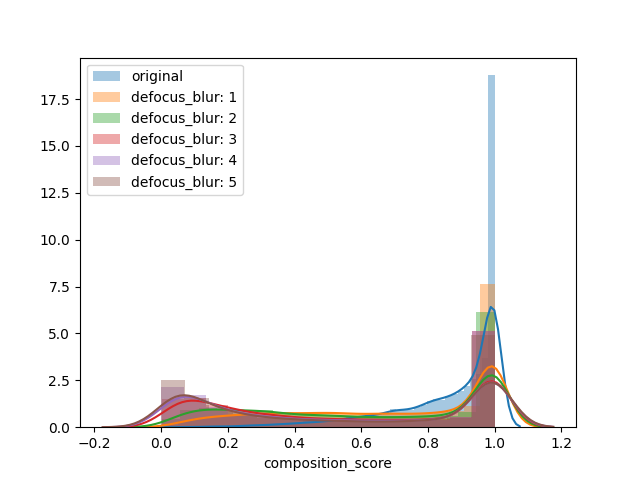 original
defocus_blur: 1
defocus_blur: 2
defocus_blur: 3
defocus_blur: 4
defocus_blur: 5
17.5
15.0
12.5
10.0
7.5
5.0
2.5
0.0
−0.2 0.0 0.2 0.4 0.6 0.8 1.0 1.2
composition_score